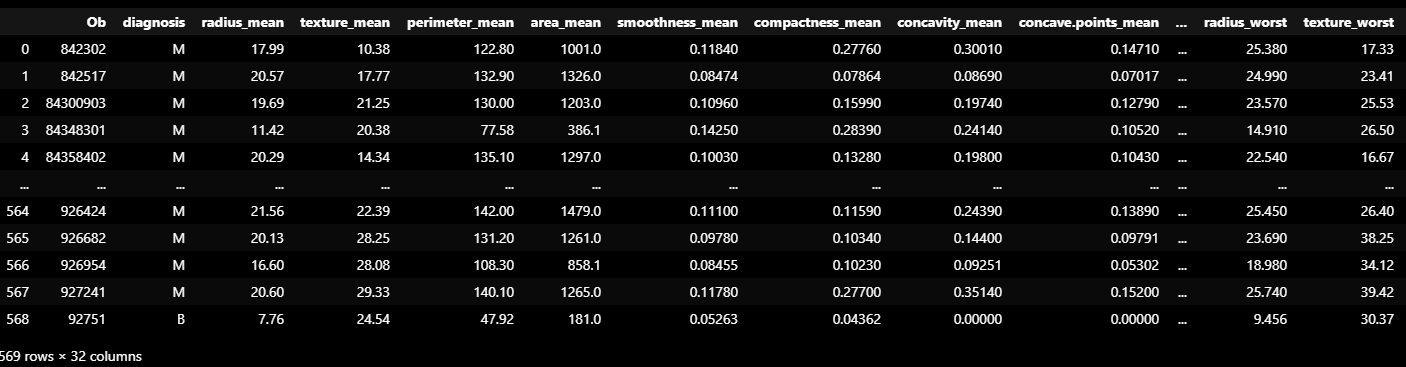 Ob diagnosis radius_mean texture_mean perimeter_mean area_mean smoothness_mean compactness_mean concavity_mean concave.points_mean ... radius_worst texture_worst
0 842302 M 17.99 10.38 122.80 1001.0 0.11840 0.27760 0.30010 0.14710 ... 25.380 17.33
1 842517 M 20.57 17.77 132.90 1326.0 0.08474 0.07864 0.08690 0.07017 ... 24.990 23.41
2 84300903 M 19.69 21.25 130.00 1203.0 0.10960 0.15990 0.19740 0.12790 ... 23.570 25.53
3 84348301 M 11.42 20.38 77.58 386.1 0.14250 0.28390 0.24140 0.10520 ... 14.910 26.50
4 84358402 M 20.29 14.34 135.10 1297.0 0.10030 0.13280 0.19800 0.10430 ... 22.540 16.67
... ... ... ... ... ... ... ... ... ... ... ... ... ...
564 926424 M 21.56 22.39 142.00 1479.0 0.11100 0.11590 0.24390 0.13890 ... 25.450 26.40
565 926682 M 20.13 28.25 131.20 1261.0 0.09780 0.10340 0.14400 0.09791 ... 23.690 38.25
566 926954 M 16.60 28.08 108.30 858.1 0.08455 0.10230 0.09251 0.05302 ... 18.980 34.12
567 927241 M 20.60 29.33 140.10 1265.0 0.11780 0.27700 0.35140 0.15200 ... 25.740 39.42
568 92751 B 7.76 24.54 47.92 181.0 0.05263 0.04362 0.00000 0.00000 ... 9.456 30.37
569 rows × 32 columns